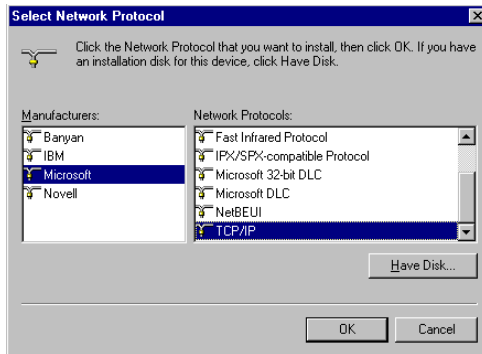 Select Network Protocol
Click the Network Protocol that you want to install, then click OK. If you have
an installation disk for this device, click Have Disk.
Manufacturers:
Banyan
IBM
Microsoft
Novell
Network Protocols:
Fast Infrared Protocol
IPX/SPX-compatible Protocol
Microsoft 32-bit DLC
Microsoft DLC
NetBEUI
TCP/IP
Have Disk...
OK
Cancel